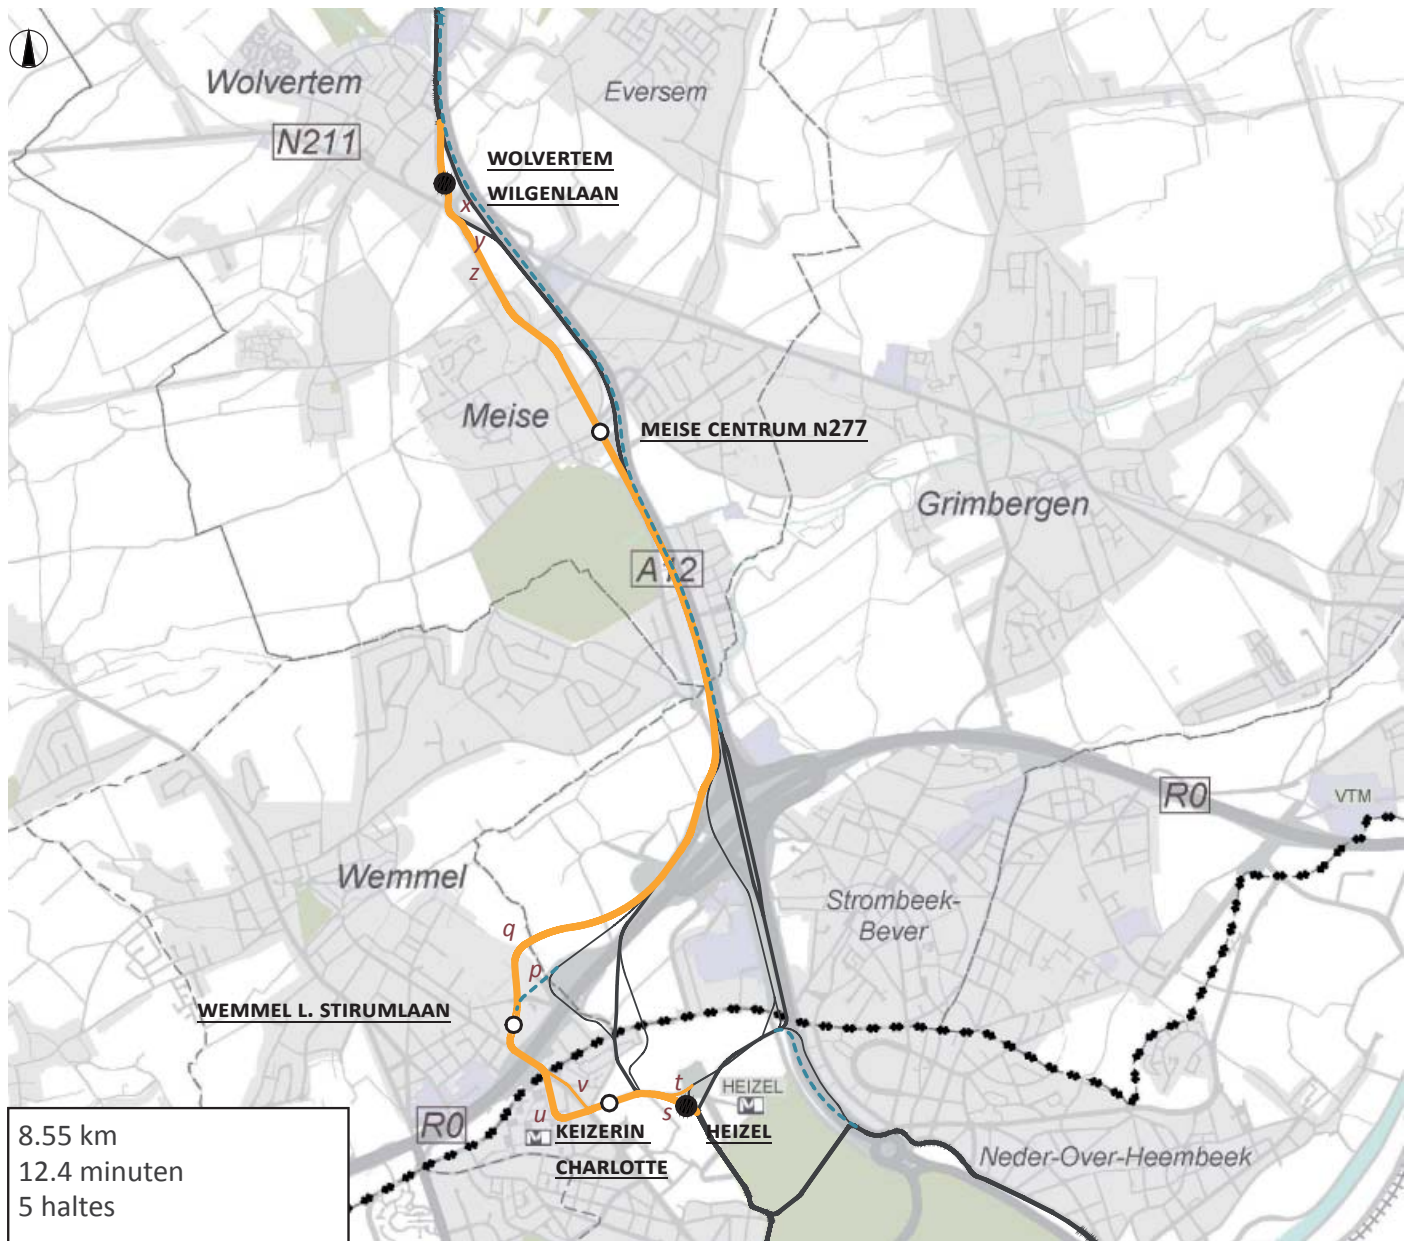 Wolvertem
Eversem
N211
WOLVERTEM
WILGENLAAN
x
y
z
Meise
MEISE CENTRUM N277
Grimbergen
A12
R0
VTM
Wemmel
Strombeek-
Bever
q
p
WEMMEL L. STIRUMLAAN
v
t
HEIZEL
M
u
s
R0
M
KEIZERIN
CHARLOTTE
HEIZEL
Neder-Over-Heembeek
8.55 km
12.4 minuten
5 haltes